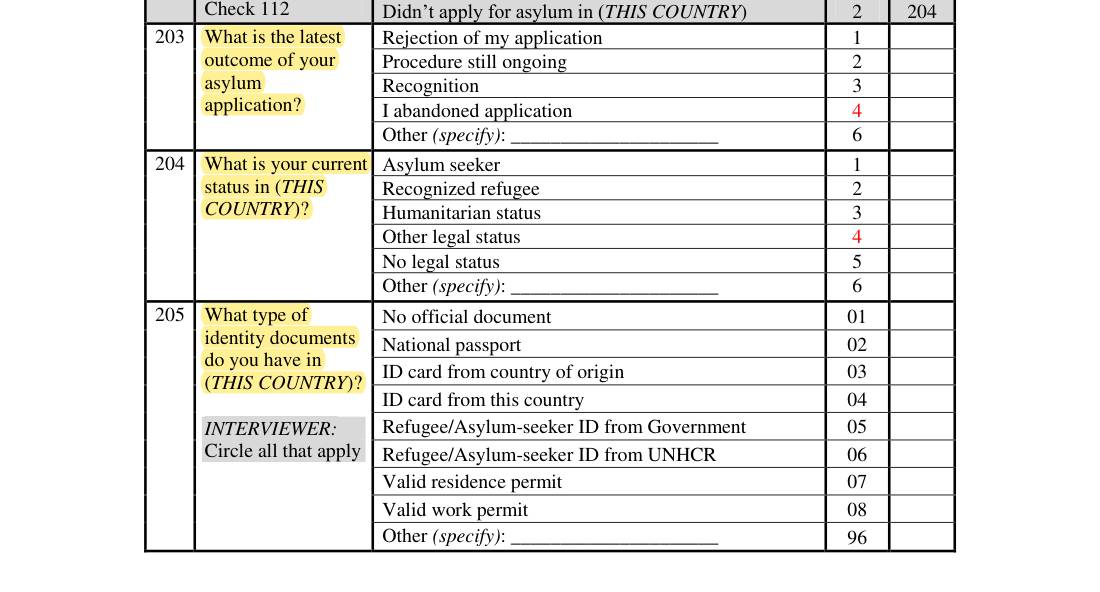 Check 112
Didn’t apply for asylum in (THIS COUNTRY) 2 204
203 What is the latest Rejection of my application 1
outcome of your Procedure still ongoing 2
asylum Recognition 3
application? I abandoned application 4
Other (specify): ______________________ 6
204 What is your current Asylum seeker 1
status in (THIS Recognized refugee 2
COUNTRY)? Humanitarian status 3
Other legal status 4
No legal status 5
Other (specify): ______________________ 6
205 What type of No official document 01
identity documents National passport 02
do you have in ID card from country of origin 03
(THIS COUNTRY)? ID card from this country 04
INTERVIEWER: Refugee/Asylum-seeker ID from Government 05
Circle all that apply Refugee/Asylum-seeker ID from UNHCR 06
Valid residence permit 07
Valid work permit 08
Other (specify): ______________________ 96